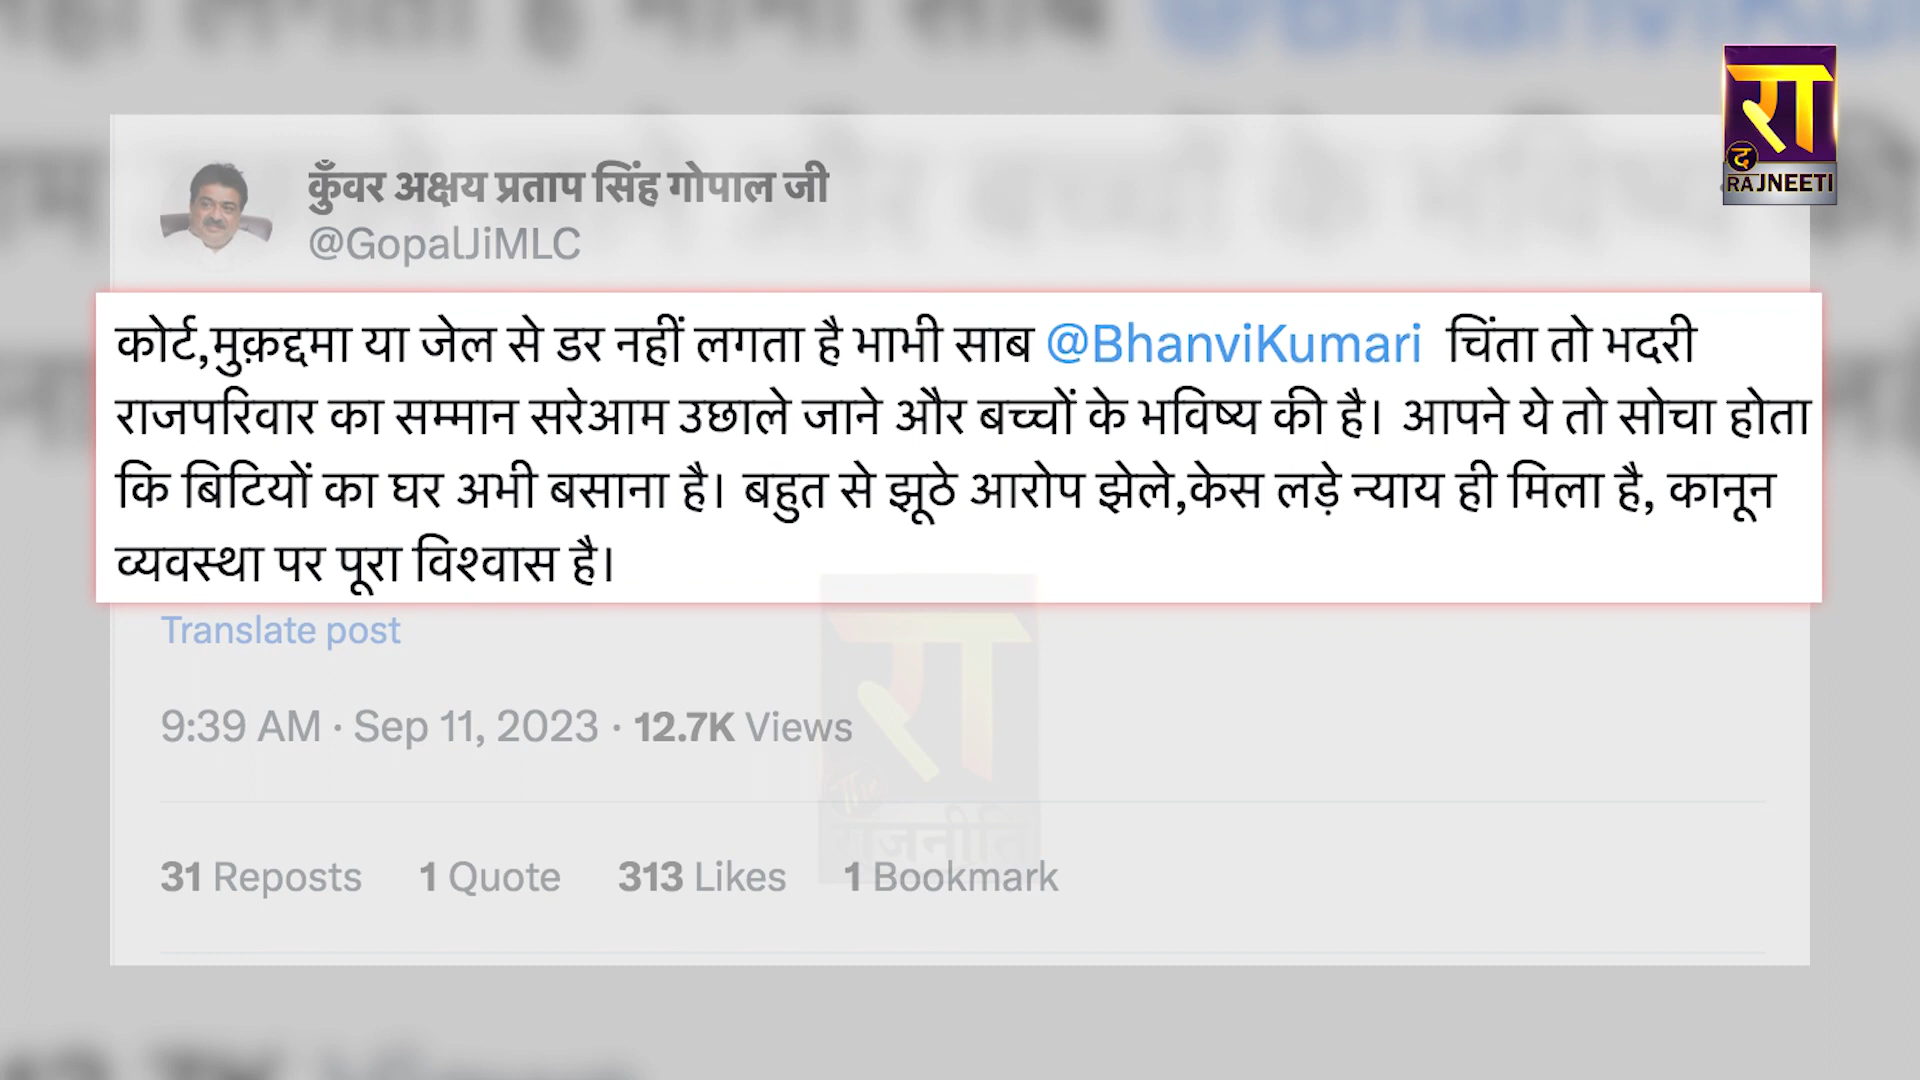 रा
द
RAJNEETI
कुँवर अक्षय प्रताप सिंह गोपाल जी
@GopalJiMLC
कोर्ट,मुक़द्दमा या जेल से डर नहीं लगता है भाभी साब @BhanviKumari चिंता तो भदरी
राजपरिवार का सम्मान सरेआम उछाले जाने और बच्चों के भविष्य की है। आपने ये तो सोचा होता
कि बिटियों का घर अभी बसाना है। बहुत से झूठे आरोप झेले,केस लड़े न्याय ही मिला है, कानून
व्यवस्था पर पूरा विश्वास है।
Translate post
9:39 AM · Sep 11, 2023 · 12.7K Views
रा
The
राजनीति
31 Reposts 1 Quote 313 Likes 1 Bookmark